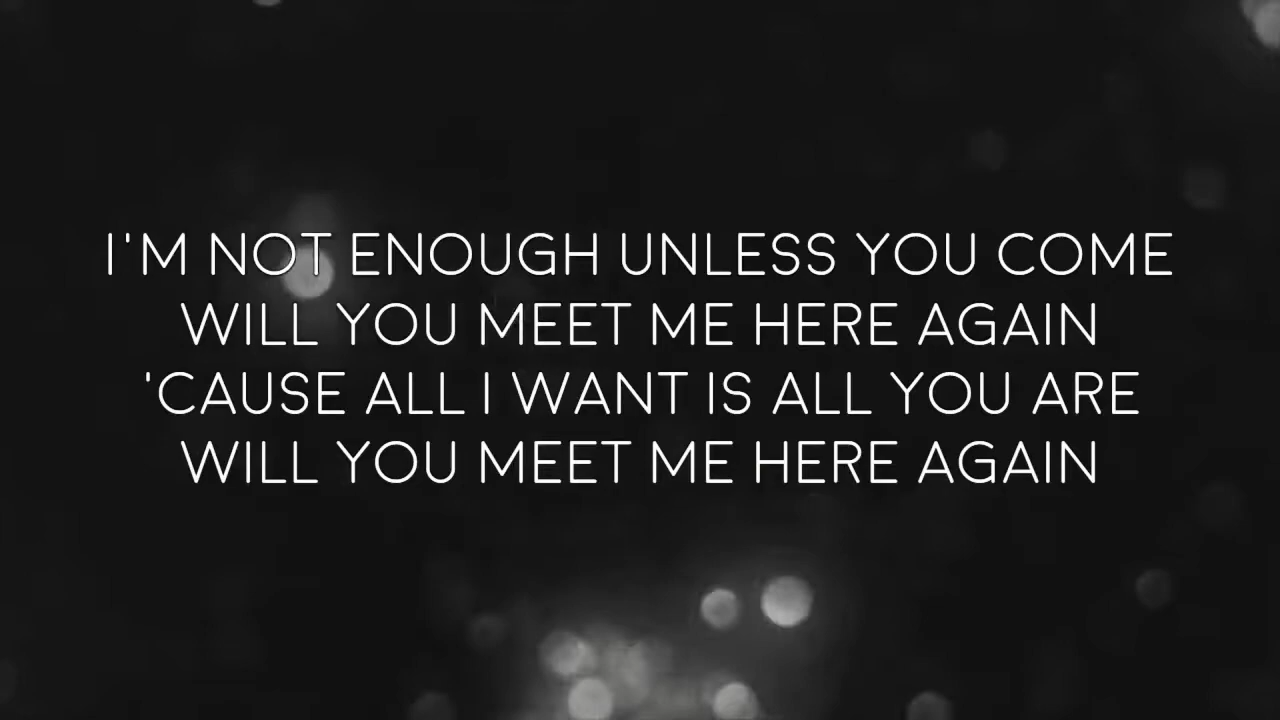 I'M NOT ENOUGH UNLESS YOU COME
WILL YOU MEET ME HERE AGAIN
'CAUSE ALL I WANT IS ALL YOU ARE
WILL YOU MEET ME HERE AGAIN